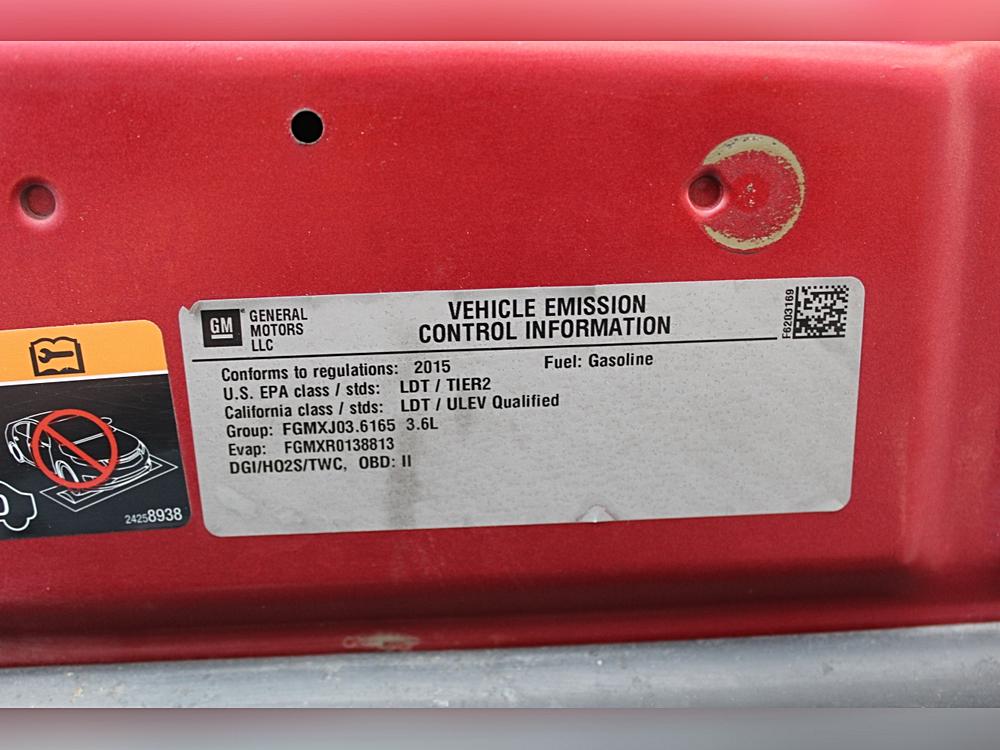 GM
GENERAL
MOTORS
LLC
VEHICLE EMISSION
CONTROL INFORMATION
F6203169
Conforms to regulations: 2015 Fuel: Gasoline
U.S. EPA class / stds: LDT / TIER2
California class / stds: LDT / ULEV Qualified
Group: FGMXJ03.6165 3.6L
Evap: FGMXR0138813
DGI/HO2S/TWC, OBD: II
24258938